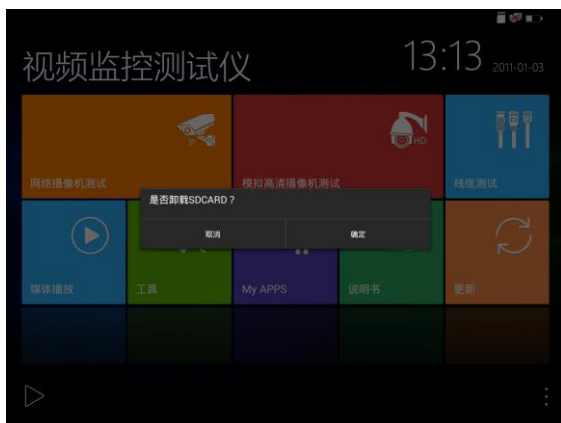 视频监控测试仪
13:13 2011-01-03
IP
HD
网络摄像机测试
模拟高清摄像机测试
线缆测试
是否卸载SDCARD？
取消
确定
媒体播放
工具
My APPS
说明书
更新